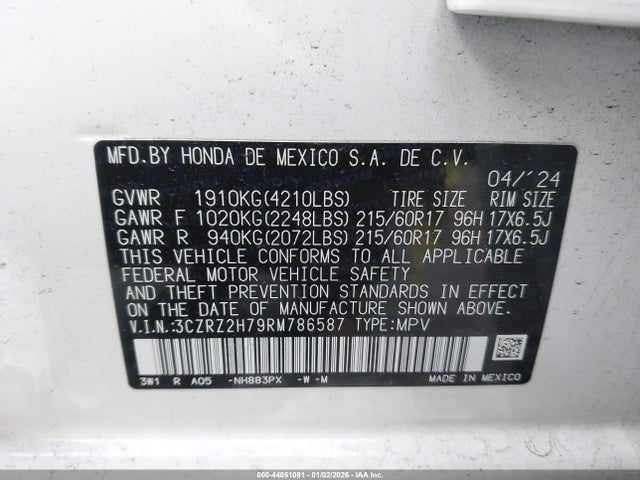 MFD.BY HONDA DE MEXICO S.A. DE C.V.
04/'24
GVWR 1910KG(4210LBS) TIRE SIZE RIM SIZE
GAWR F 1020KG(2248LBS) 215/60R17 96H 17X6.5J
GAWR R 940KG(2072LBS) 215/60R17 96H 17X6.5J
THIS VEHICLE CONFORMS TO ALL APPLICABLE
FEDERAL MOTOR VEHICLE SAFETY
AND THEFT PREVENTION STANDARDS IN EFFECT
ON THE DATE OF MANUFACTURE SHOWN ABOVE.
V.I.N.:3CZRZ2H79RM786587 TYPE:MPV
3W1 R A05 -NH883PX -W -M MADE IN MEXICO
000 - 44051081 - 01/02/2026 - IAA Inc.